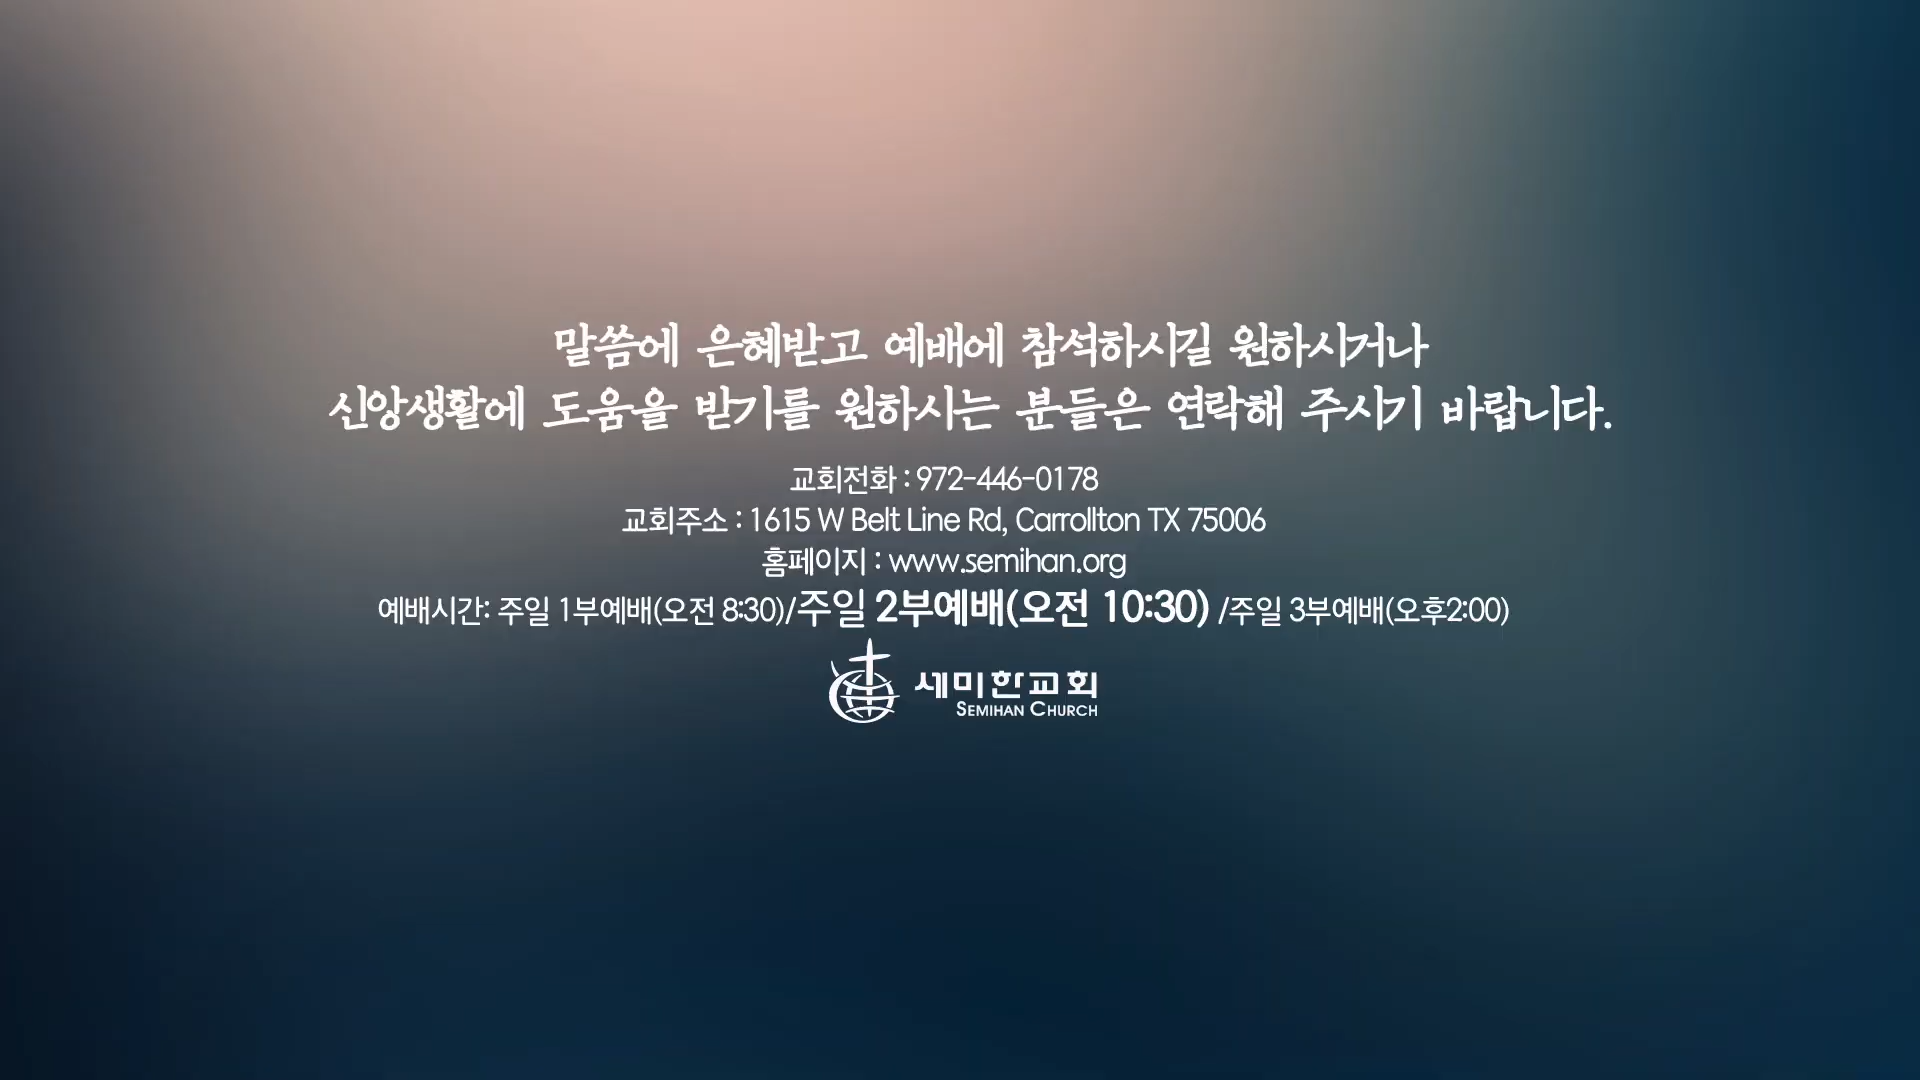 말씀에 은혜받고 예배에 참석하시길 원하시거나
신앙생활에 도움을 받기를 원하시는 분들은 연락해 주시기 바랍니다.
교회전화 : 972-446-0178
교회주소 : 1615 W Belt Line Rd, Carrollton TX 75006
홈페이지 : www.semihan.org
예배시간: 주일 1부예배(오전 8:30)/주일 2부예배(오전 10:30) /주일 3부예배(오후2:00)
세미한교회
SEMIHAN CHURCH